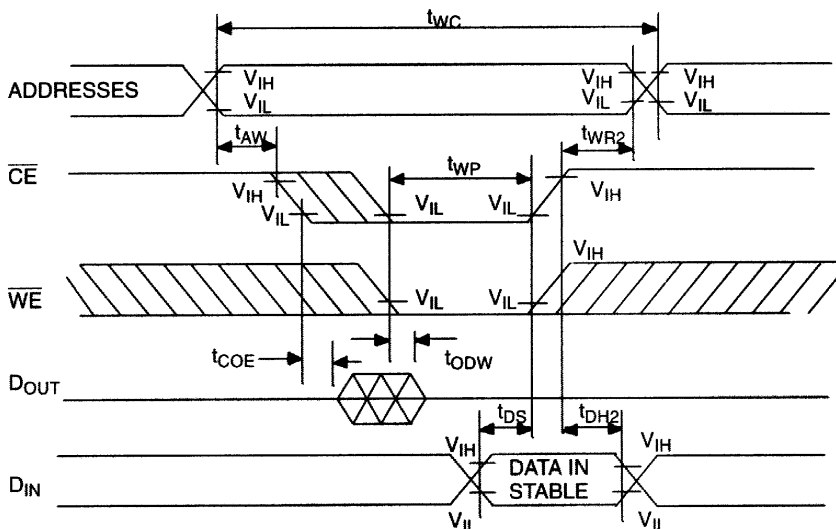 tWC
ADDRESSES
VIH
VIL
VIH
VIL
VIH
VIL
tAW
tWR2
CE
tWP
VIH
VIL
VIL
VIL
VIH
WE
VIH
VIL
VIL
tCOE
tODW
DOUT
tDS
tDH2
DIN
VIH
DATA IN
STABLE
VIH
VIL
VIL